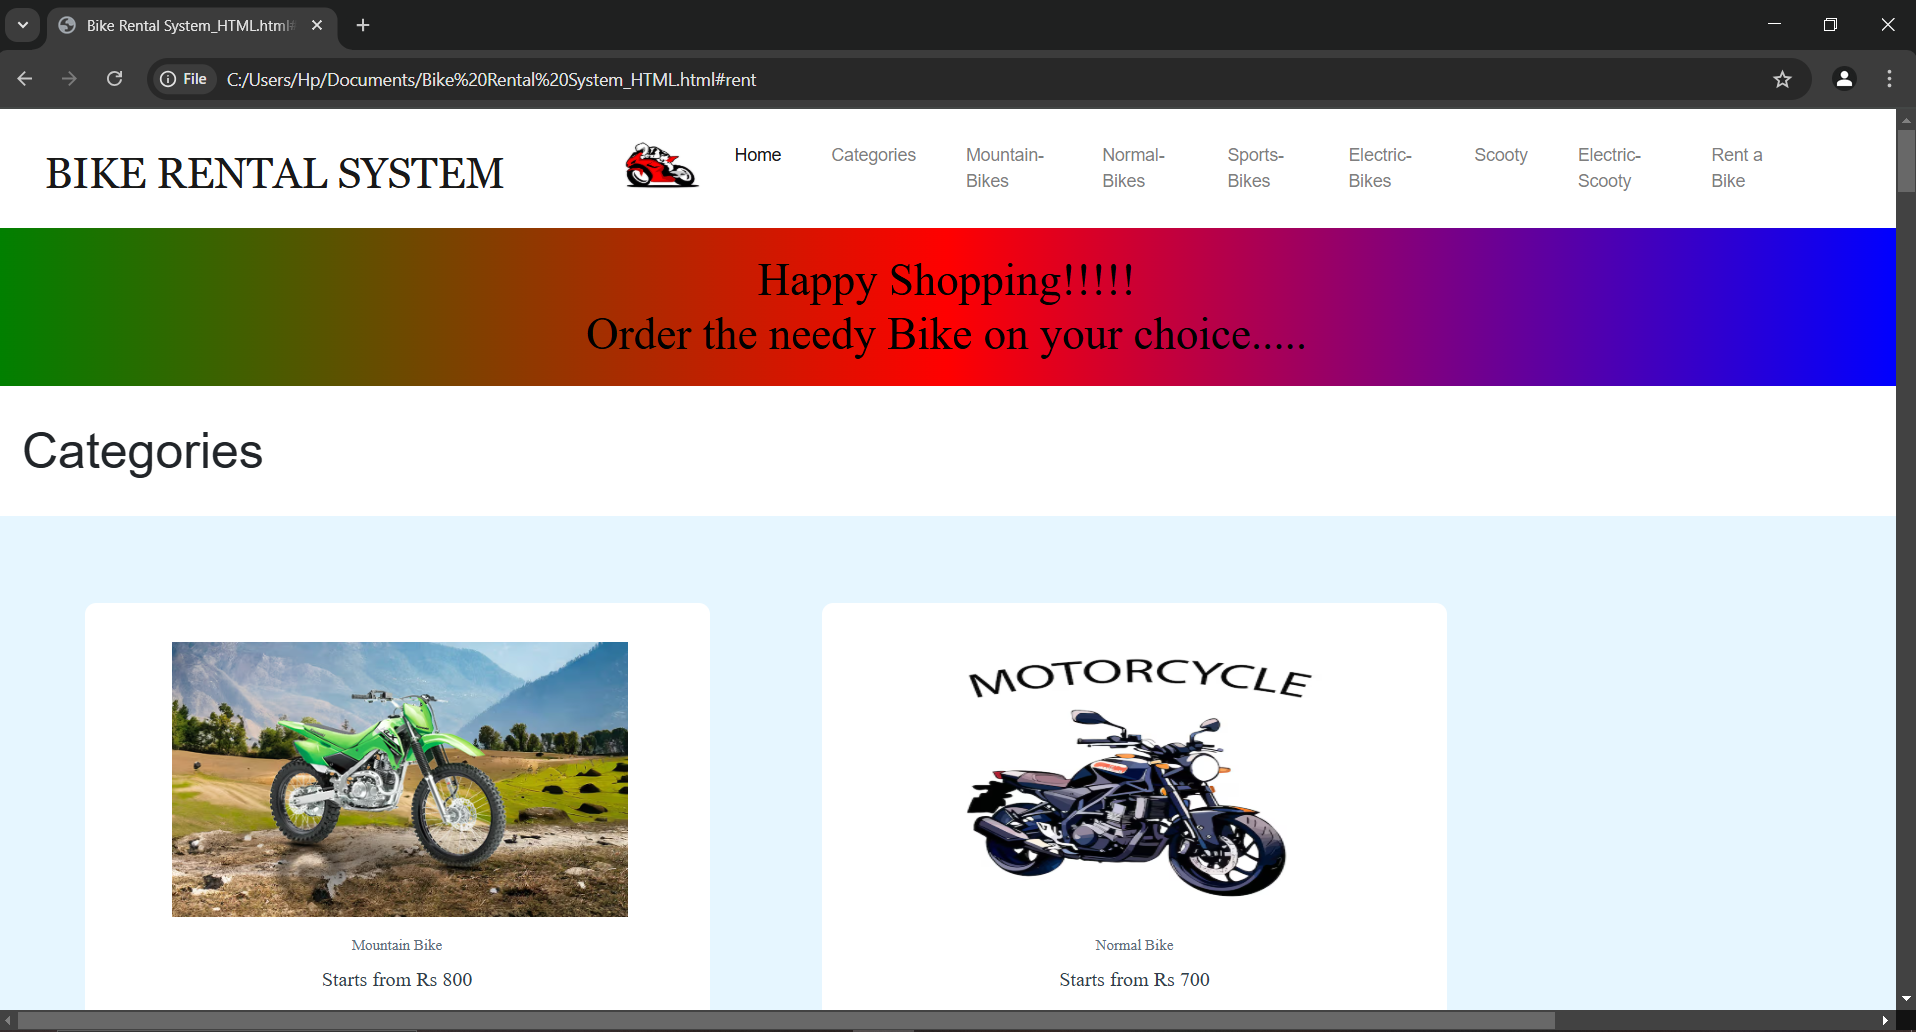 Bike Rental System_HTML.html#
File
C:/Users/Hp/Documents/Bike%20Rental%20System_HTML.html#rent
BIKE RENTAL SYSTEM
Home
Categories
Mountain-
Bikes
Normal-
Bikes
Sports-
Bikes
Electric-
Bikes
Scooty
Electric-
Scooty
Rent a
Bike
Happy Shopping!!!!!
Order the needy Bike on your choice.....
Categories
MOTORCYCLE
Mountain Bike
Starts from Rs 800
Normal Bike
Starts from Rs 700